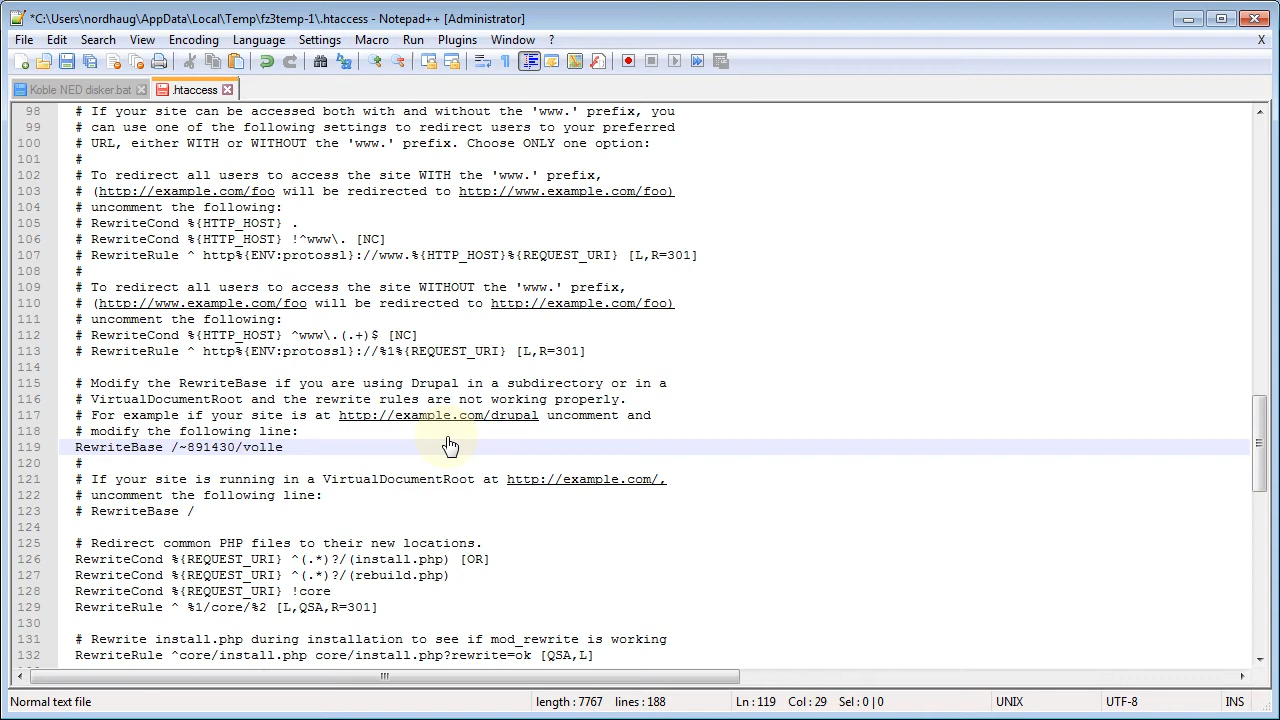 *C:\Users\nordhaug\AppData\Local\Temp\fz3temp-1\.htaccess - Notepad++ [Administrator]
File Edit Search View Encoding Language Settings Macro Run Plugins Window ? X
Koble NED disker.bat .htaccess
98 # If your site can be accessed both with and without the 'www.' prefix, you
99 # can use one of the following settings to redirect users to your preferred
100 # URL, either WITH or WITHOUT the 'www.' prefix. Choose ONLY one option:
101 #
102 # To redirect all users to access the site WITH the 'www.' prefix,
103 # (http://example.com/foo will be redirected to http://www.example.com/foo)
104 # uncomment the following:
105 # RewriteCond %{HTTP_HOST} .
106 # RewriteCond %{HTTP_HOST} !^www\. [NC]
107 # RewriteRule ^ http%{ENV:protossl}://www.%{HTTP_HOST}%{REQUEST_URI} [L,R=301]
108 #
109 # To redirect all users to access the site WITHOUT the 'www.' prefix,
110 # (http://www.example.com/foo will be redirected to http://example.com/foo)
111 # uncomment the following:
112 # RewriteCond %{HTTP_HOST} ^www\.(.+)$ [NC]
113 # RewriteRule ^ http%{ENV:protossl}://%1%{REQUEST_URI} [L,R=301]
114
115 # Modify the RewriteBase if you are using Drupal in a subdirectory or in a
116 # VirtualDocumentRoot and the rewrite rules are not working properly.
117 # For example if your site is at http://example.com/drupal uncomment and
118 # modify the following line:
119 RewriteBase /~891430/volle
120 #
121 # If your site is running in a VirtualDocumentRoot at http://example.com/,
122 # uncomment the following line:
123 # RewriteBase /
124
125 # Redirect common PHP files to their new locations.
126 RewriteCond %{REQUEST_URI} ^(.*)?/(install.php) [OR]
127 RewriteCond %{REQUEST_URI} ^(.*)?/(rebuild.php)
128 RewriteCond %{REQUEST_URI} !core
129 RewriteRule ^ %1/core/%2 [L,QSA,R=301]
130
131 # Rewrite install.php during installation to see if mod_rewrite is working
132 RewriteRule ^core/install.php core/install.php?rewrite=ok [QSA,L]
Normal text file length : 7767 lines : 188 Ln : 119 Col : 29 Sel : 0 | 0 UNIX UTF-8 INS